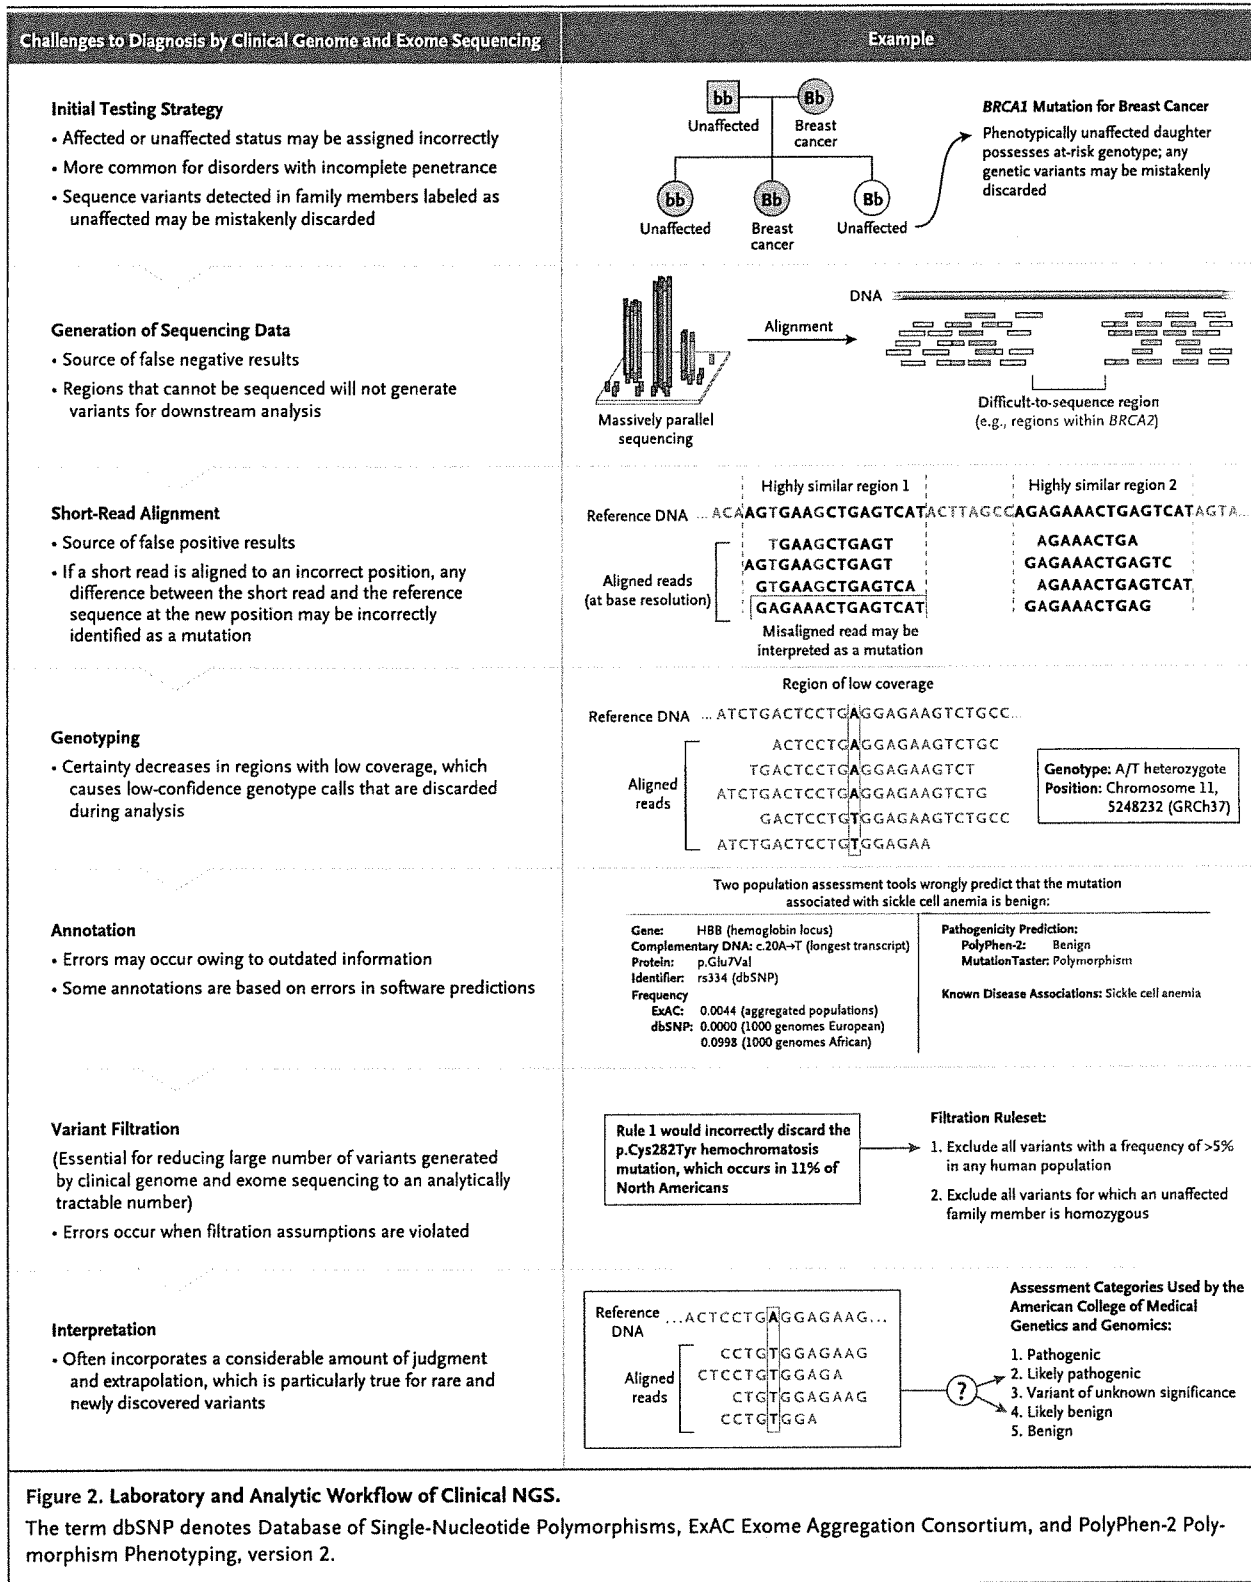 Challenges to Diagnosis by Clinical Genome and Exome Sequencing
Example
Initial Testing Strategy
• Affected or unaffected status may be assigned incorrectly
• More common for disorders with incomplete penetrance
• Sequence variants detected in family members labeled as
unaffected may be mistakenly discarded
bb
Bb
Unaffected
Breast
cancer
bb
Bb
Bb
Unaffected
Breast
cancer
Unaffected
BRCA1 Mutation for Breast Cancer
Phenotypically unaffected daughter
possesses at-risk genotype; any
genetic variants may be mistakenly
discarded
Generation of Sequencing Data
• Source of false negative results
• Regions that cannot be sequenced will not generate
variants for downstream analysis
Massively parallel
sequencing
Alignment
DNA
Difficult-to-sequence region
(e.g., regions within BRCA2)
Short-Read Alignment
• Source of false positive results
• If a short read is aligned to an incorrect position, any
difference between the short read and the reference
sequence at the new position may be incorrectly
identified as a mutation
Highly similar region 1
Highly similar region 2
Reference DNA ...ACAAGTGAAGCTGAGTCATACTTAGCCAGAGAAACTGAGTCATAGTA...
Aligned reads
(at base resolution)
TGAAGCTGAGT
AGTGAAGCTGAGT
GTGAAGCTGAGTCA
GAGAAACTGAGTCAT
AGAAACTGA
GAGAAACTGAGTC
AGAAACTGAGTCAT
GAGAAACTGAG
Misaligned read may be
interpreted as a mutation
Genotyping
• Certainty decreases in regions with low coverage, which
causes low-confidence genotype calls that are discarded
during analysis
Region of low coverage
Reference DNA ...ATCTGACTCCTGAGGAGAAGTCTGCC...
Aligned
reads
ACTCCTGAGGAGAAGTCTGC
TGACTCCTGAGGAGAAGTCT
ATCTGACTCCTGAGGAGAAGTCTG
GACTCCTGTGGAGAAGTCTGCC
ATCTGACTCCTGTGGAGAA
Genotype: A/T heterozygote
Position: Chromosome 11,
5248232 (GRCh37)
Annotation
• Errors may occur owing to outdated information
• Some annotations are based on errors in software predictions
Two population assessment tools wrongly predict that the mutation
associated with sickle cell anemia is benign:
Gene: HBB (hemoglobin locus)
Complementary DNA: c.20A→T (longest transcript)
Protein: p.Glu7Val
Identifier: rs334 (dbSNP)
Frequency
ExAC: 0.0044 (aggregated populations)
dbSNP: 0.0000 (1000 genomes European)
0.0998 (1000 genomes African)
Pathogenicity Prediction:
PolyPhen-2: Benign
MutationTaster: Polymorphism
Known Disease Associations: Sickle cell anemia
Variant Filtration
(Essential for reducing large number of variants generated
by clinical genome and exome sequencing to an analytically
tractable number)
• Errors occur when filtration assumptions are violated
Rule 1 would incorrectly discard the
p.Cys282Tyr hemochromatosis
mutation, which occurs in 11% of
North Americans
Filtration Ruleset:
1. Exclude all variants with a frequency of >5%
in any human population
2. Exclude all variants for which an unaffected
family member is homozygous
Interpretation
• Often incorporates a considerable amount of judgment
and extrapolation, which is particularly true for rare and
newly discovered variants
Reference
DNA
...ACTCCTGAGGAGAAG...
Aligned
reads
CCTGTGGAGAAG
CTCCTGTGGAGA
CTGTGGAGAAG
CCTGTGGA
?
Assessment Categories Used by the
American College of Medical
Genetics and Genomics:
1. Pathogenic
2. Likely pathogenic
3. Variant of unknown significance
4. Likely benign
5. Benign
Figure 2. Laboratory and Analytic Workflow of Clinical NGS.
The term dbSNP denotes Database of Single-Nucleotide Polymorphisms, ExAC Exome Aggregation Consortium, and PolyPhen-2 Poly-
morphism Phenotyping, version 2.